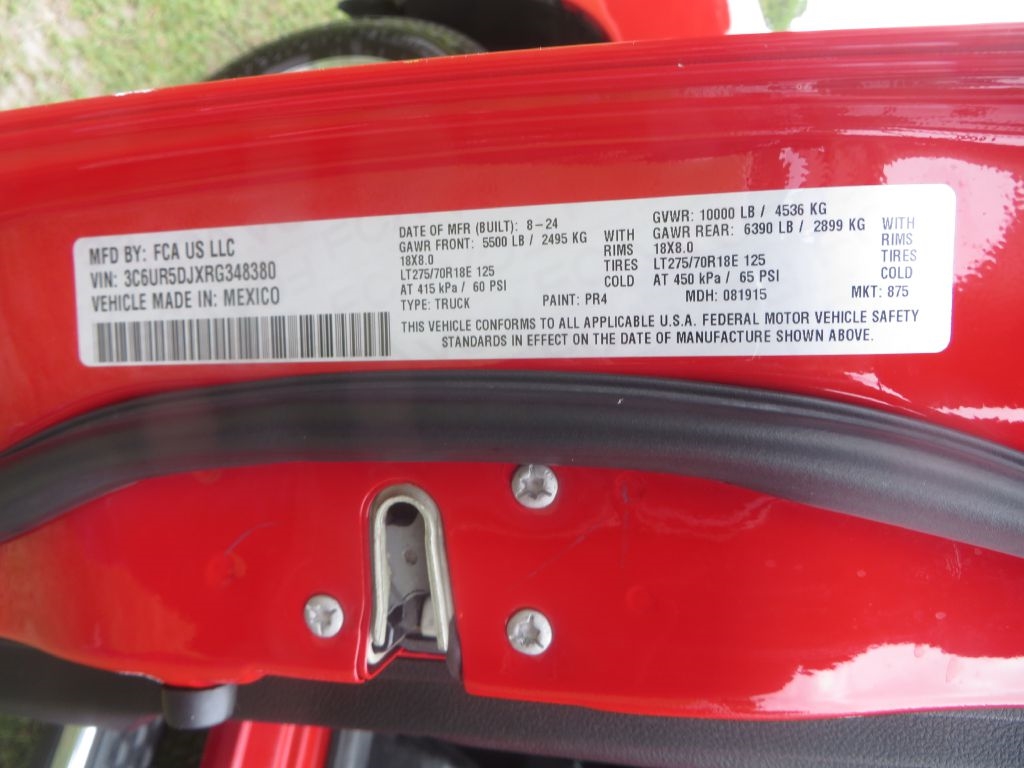 MFD BY: FCA US LLC
VIN: 3C6UR5DJXRG348380
VEHICLE MADE IN: MEXICO
DATE OF MFR (BUILT): 8-24
GAWR FRONT: 5500 LB / 2495 KG
18X8.0
LT275/70R18E 125
AT 415 kPa / 60 PSI
WITH
RIMS
TIRES
COLD
TYPE: TRUCK
PAINT: PR4
GVWR: 10000 LB / 4536 KG
GAWR REAR: 6390 LB / 2899 KG
18X8.0
LT275/70R18E 125
AT 450 kPa / 65 PSI
WITH
RIMS
TIRES
COLD
MDH: 081915
MKT: 875
THIS VEHICLE CONFORMS TO ALL APPLICABLE U.S.A. FEDERAL MOTOR VEHICLE SAFETY
STANDARDS IN EFFECT ON THE DATE OF MANUFACTURE SHOWN ABOVE.